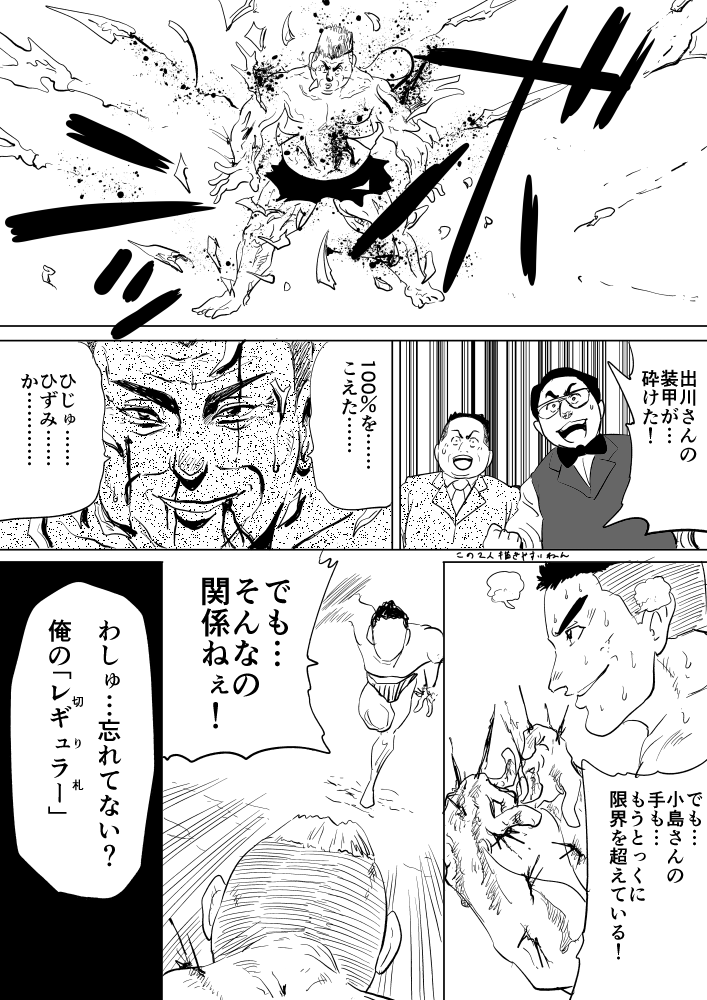 出川さんの
装甲が…
砕けた！
この2人描きやすいねん
100%を……
こえた……
ひじゅ……
ひずみ……
か………
でも…
小島さんの
手も…
もうとっくに
限界を超えている！
でも…
そんなの
関係ねぇ！
わしゅ…忘れてない？
俺の「レギュラー」
切り札